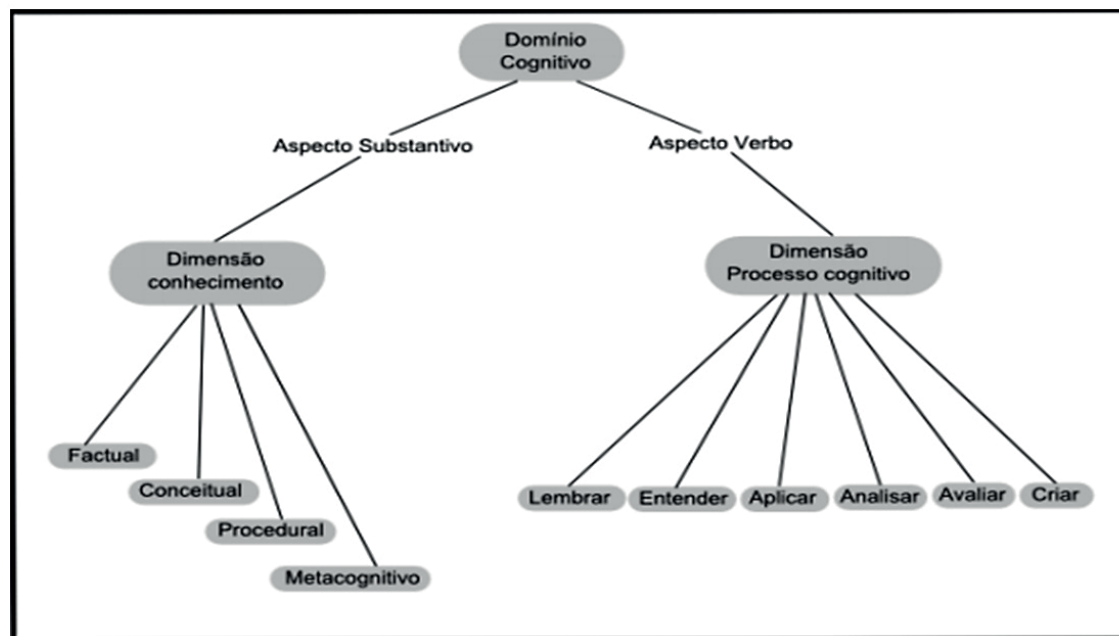 Domínio
Cognitivo
Aspecto Substantivo
Aspecto Verbo
Dimensão
conhecimento
Dimensão
Processo cognitivo
Factual
Conceitual
Procedural
Metacognitivo
Lembrar
Entender
Aplicar
Analisar
Avaliar
Criar